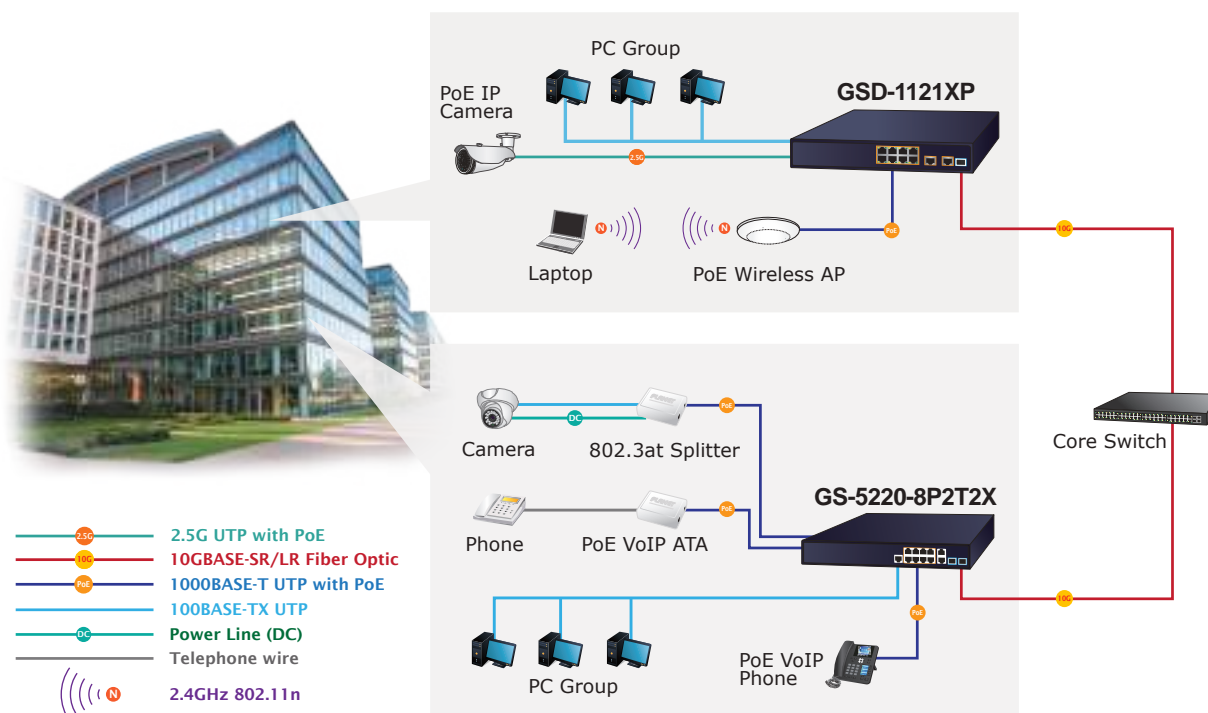 PC Group
GSD-1121XP
PoE IP
Camera
2.5G
N
N
PoE
10G
Laptop
PoE Wireless AP
DC
PoE
Camera
802.3at Splitter
Core Switch
GS-5220-8P2T2X
PoE
Phone
PoE VoIP ATA
10G
PoE
PC Group
PoE VoIP
Phone
2.5G 2.5G UTP with PoE
10G 10GBASE-SR/LR Fiber Optic
PoE 1000BASE-T UTP with PoE
100BASE-TX UTP
DC Power Line (DC)
Telephone wire
N 2.4GHz 802.11n